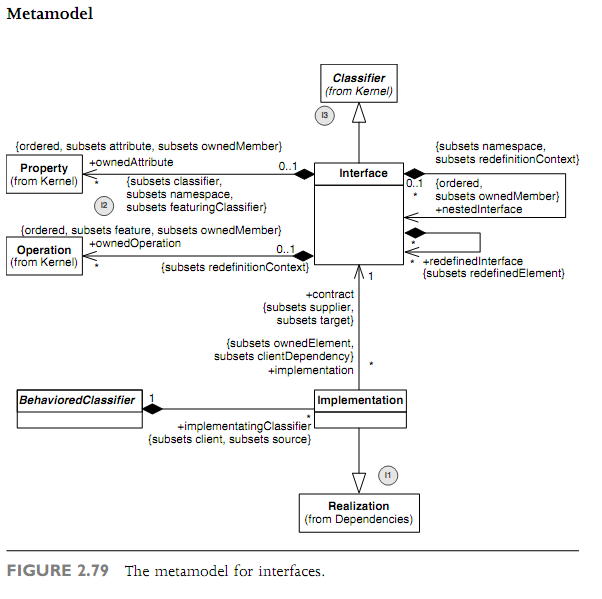 Metamodel
Classifier
(from Kernel)
I3
{ordered, subsets attribute, subsets ownedMember}
+ownedAttribute
0..1
Property
(from Kernel)
*
{subsets classifier,
subsets namespace,
subsets featuringClassifier}
I2
Interface
{subsets namespace,
subsets redefinitionContext}
0..1
{ordered,
*
subsets ownedMember}
+nestedInterface
{ordered, subsets feature, subsets ownedMember}
+ownedOperation
0..1
Operation
(from Kernel)
*
{subsets redefinitionContext}
*
*
+redefinedInterface
{subsets redefinedElement}
1
+contract
{subsets supplier,
subsets target}
{subsets ownedElement,
subsets clientDependency}
+implementation
*
BehavioredClassifier
1
Implementation
*
+implementatingClassifier
{subsets client, subsets source}
I1
Realization
(from Dependencies)
FIGURE 2.79 The metamodel for interfaces.